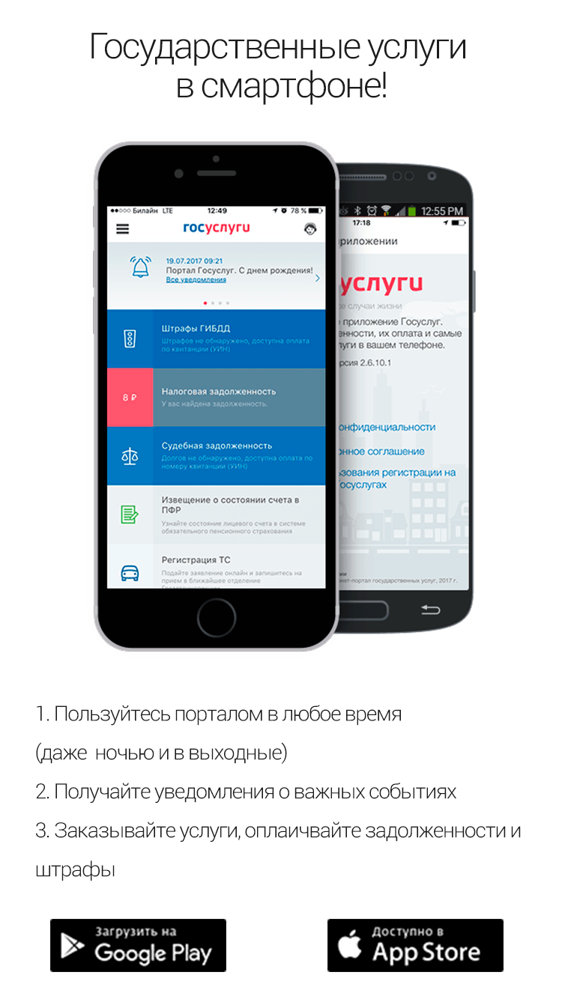 Государственные услуги
в смартфоне!
Билайн LTE 12:49 78 %
госуслуги
19.07.2017 09:21
Портал Госуслуг. С днем рождения!
Все уведомления
Штрафы ГИБДД
Штрафов не обнаружено, доступна оплата
по квитанции (УИН)
8 ₽
Налоговая задолженность
У вас найдена задолженность.
Судебная задолженность
Долгов не обнаружено, доступна оплата по
номеру квитанции (УИН)
Извещение о состоянии счета в
ПФР
Узнайте состояние лицевого счета в системе
обязательного пенсионного страхования
Регистрация ТС
Подайте заявление онлайн и запишитесь на
прием в ближайшее отделение
12:55 PM
17:18
риложении
услуги
е случаи жизни
приложение Госуслуг.
енности, их оплата и самые
луги в вашем телефоне.
рсия 2.6.10.1
онфиденциальности
нное соглашение
зования регистрации на
осуслугах
ии
нет-портал государственных услуг, 2017 г.
1. Пользуйтесь порталом в любое время
(даже ночью и в выходные)
2. Получайте уведомления о важных событиях
3. Заказывайте услуги, оплаичвайте задолженности и
штрафы
Загрузить на
Google Play
Доступно в
App Store